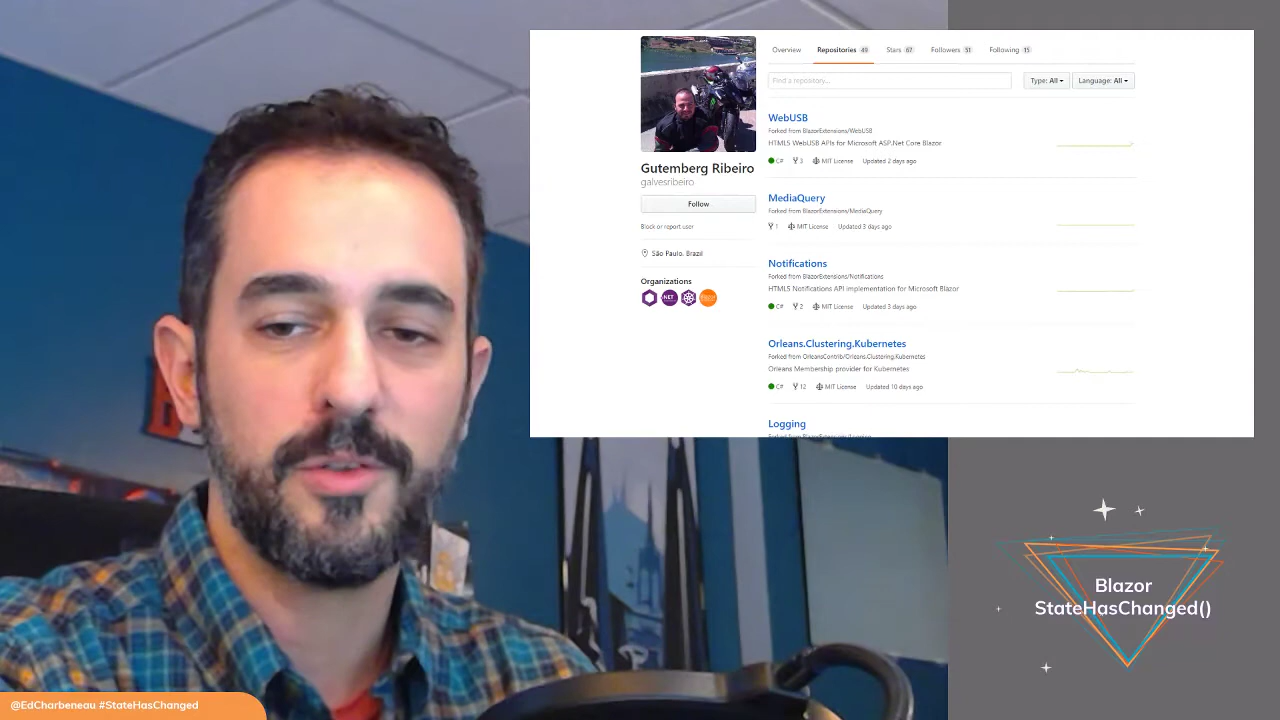 Overview Repositories 49 Stars 67 Followers 51 Following 15
Find a repository... Type: All Language: All
WebUSB
Forked from BlazorExtensions/WebUSB
HTML5 WebUSB APIs for Microsoft ASP.Net Core Blazor
C# 3 MIT License Updated 2 days ago
Gutemberg Ribeiro
galvesribeiro
Follow
Block or report user
São Paulo, Brazil
Organizations
.NET
MediaQuery
Forked from BlazorExtensions/MediaQuery
1 MIT License Updated 3 days ago
Notifications
Forked from BlazorExtensions/Notifications
HTML5 Notifications API implementation for Microsoft Blazor
C# 2 MIT License Updated 3 days ago
Orleans.Clustering.Kubernetes
Forked from OrleansContrib/Orleans.Clustering.Kubernetes
Orleans Membership provider for Kubernetes
C# 12 MIT License Updated 10 days ago
Logging
Blazor
StateHasChanged()
@EdCharbeneau #StateHasChanged